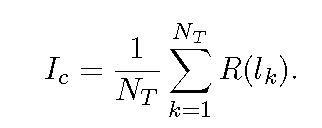 I_c = \frac{1}{N_T} \sum_{k=1}^{N_T} R(l_k).